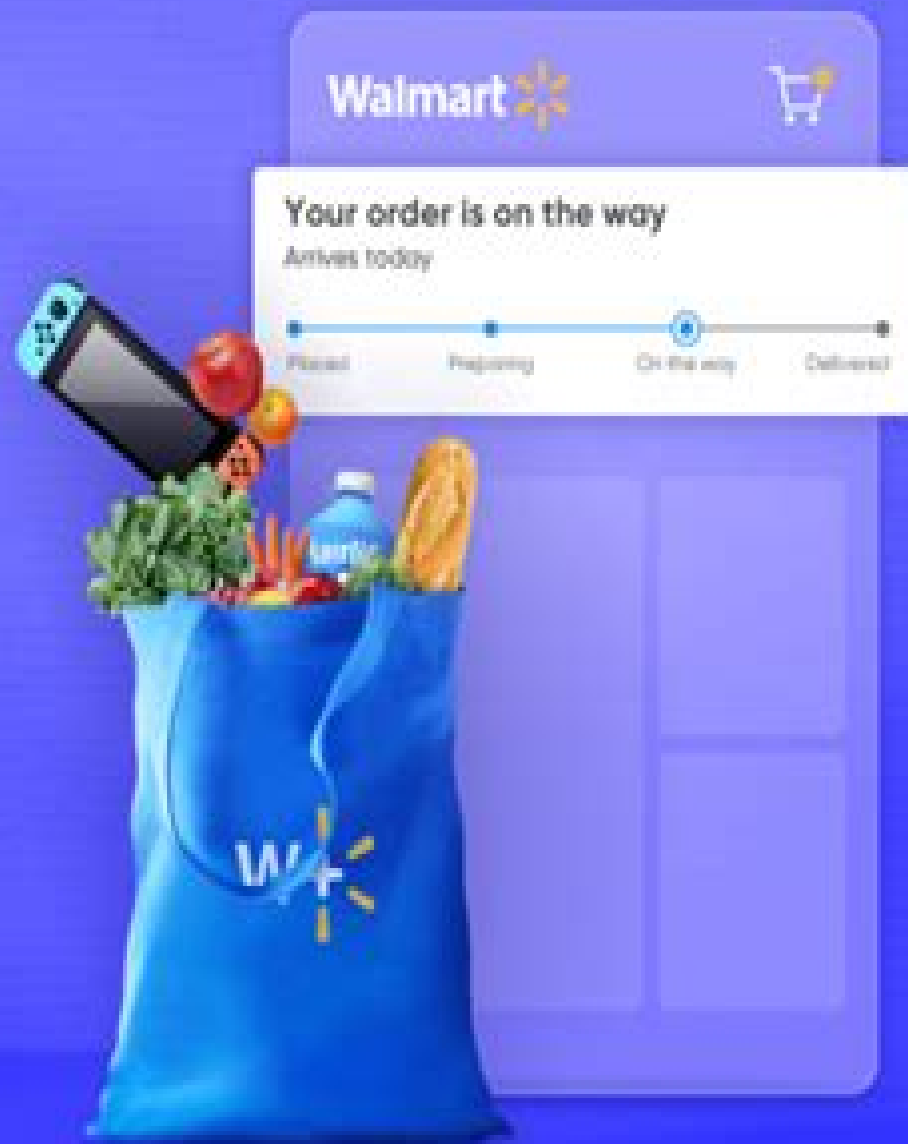 Walmart
Your order is on the way
Arrives today
Placed
Preparing
On the way
Delivered
W+